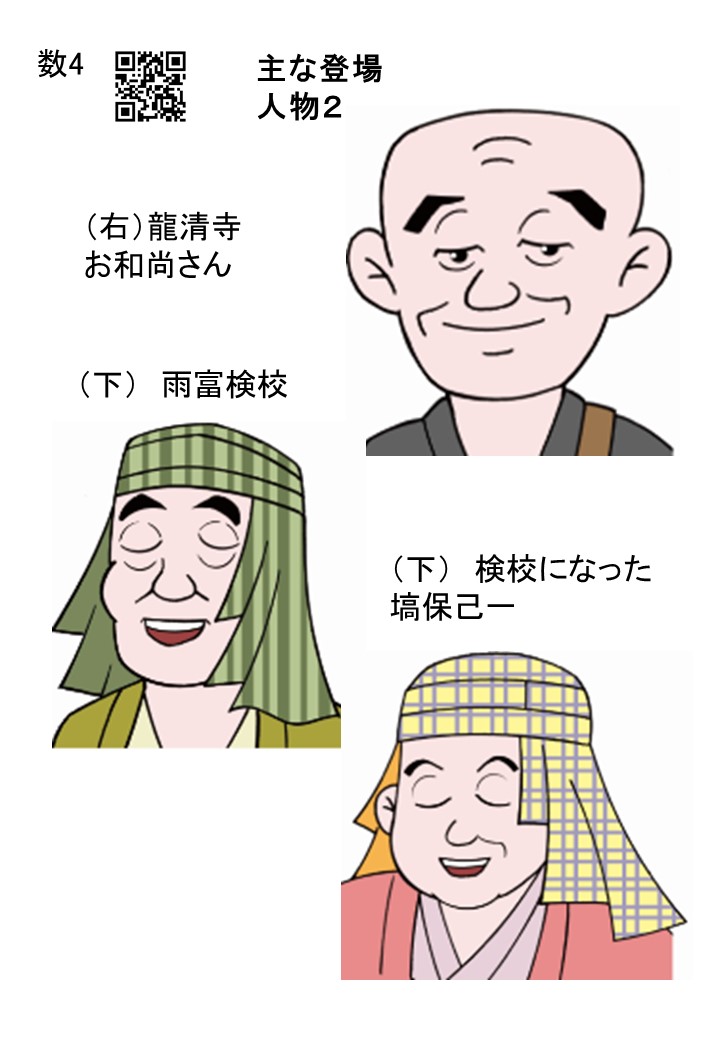 数4
主な登場
人物２
（右）龍清寺
お和尚さん
（下）　雨富検校
（下）　検校になった
塙保己一